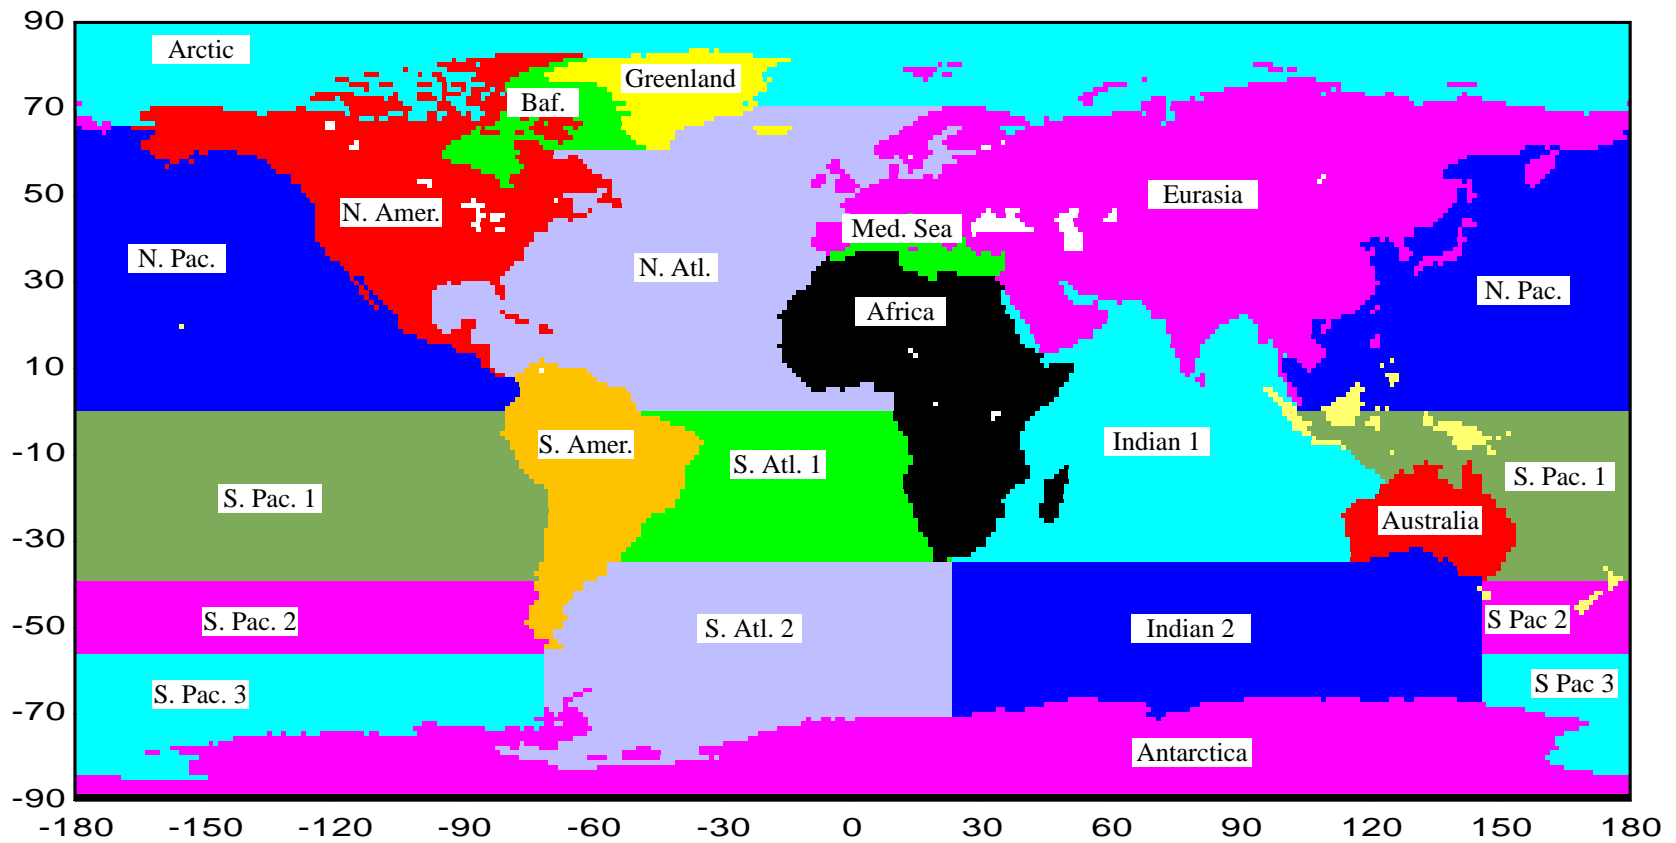 90
Arctic
Greenland
70
Baf.
50
Eurasia
N. Amer.
Med. Sea
N. Pac.
N. Atl.
30
N. Pac.
Africa
10
-10
S. Amer.
Indian 1
S. Atl. 1
S. Pac. 1
S. Pac. 1
Australia
-30
-50
S. Pac. 2
S. Atl. 2
Indian 2
S Pac 2
S. Pac. 3
S Pac 3
-70
Antarctica
-90
-180 -150 -120 -90 -60 -30 0 30 60 90 120 150 180